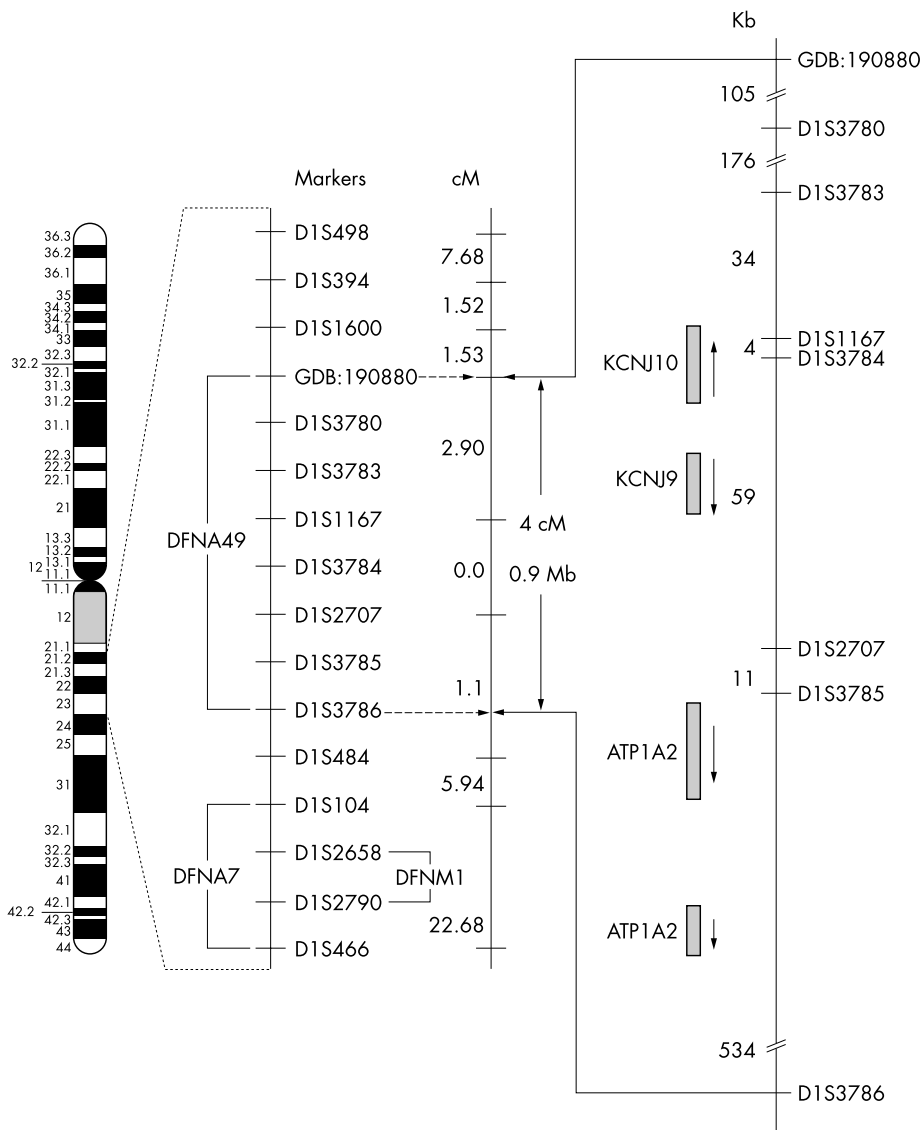 Kb
GDB:190880
105
D1S3780
176
D1S3783
34
D1S1167
4
D1S3784
KCNJ10
KCNJ9
59
D1S2707
11
D1S3785
ATP1A2
ATP1A2
534
D1S3786
Markers cM
D1S498
7.68
D1S394
1.52
D1S1600
1.53
GDB:190880
D1S3780
2.90
D1S3783
D1S1167
4 cM
DFNA49
D1S3784
0.0
0.9 Mb
D1S2707
D1S3785
1.1
D1S3786
D1S484
5.94
D1S104
D1S2658
DFNA7
DFNM1
D1S2790
22.68
D1S466
36.3
36.2
36.1
35
34.3
34.2
34.1
33
32.3
32.2
32.1
31.3
31.2
31.1
22.3
22.2
22.1
21
13.3
13.2
13.1
12
11.1
11.1
12
21.1
21.2
21.3
22
23
24
25
31
32.1
32.2
32.3
41
42.1
42.2
42.3
43
44